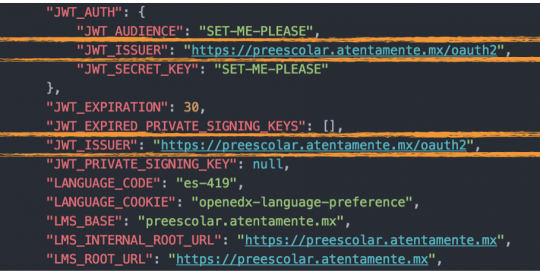 "JWT_AUTH": {
"JWT_AUDIENCE": "SET-ME-PLEASE",
"JWT_ISSUER": "https://preescolar.atentamente.mx/oauth2",
"JWT_SECRET_KEY": "SET-ME-PLEASE"
},
"JWT_EXPIRATION": 30,
"JWT_EXPIRED_PRIVATE_SIGNING_KEYS": [],
"JWT_ISSUER": "https://preescolar.atentamente.mx/oauth2",
"JWT_PRIVATE_SIGNING_KEY": null,
"LANGUAGE_CODE": "es-419",
"LANGUAGE_COOKIE": "openedx-language-preference",
"LMS_BASE": "preescolar.atentamente.mx",
"LMS_INTERNAL_ROOT_URL": "https://preescolar.atentamente.mx",
"LMS_ROOT_URL": "https://preescolar.atentamente.mx",